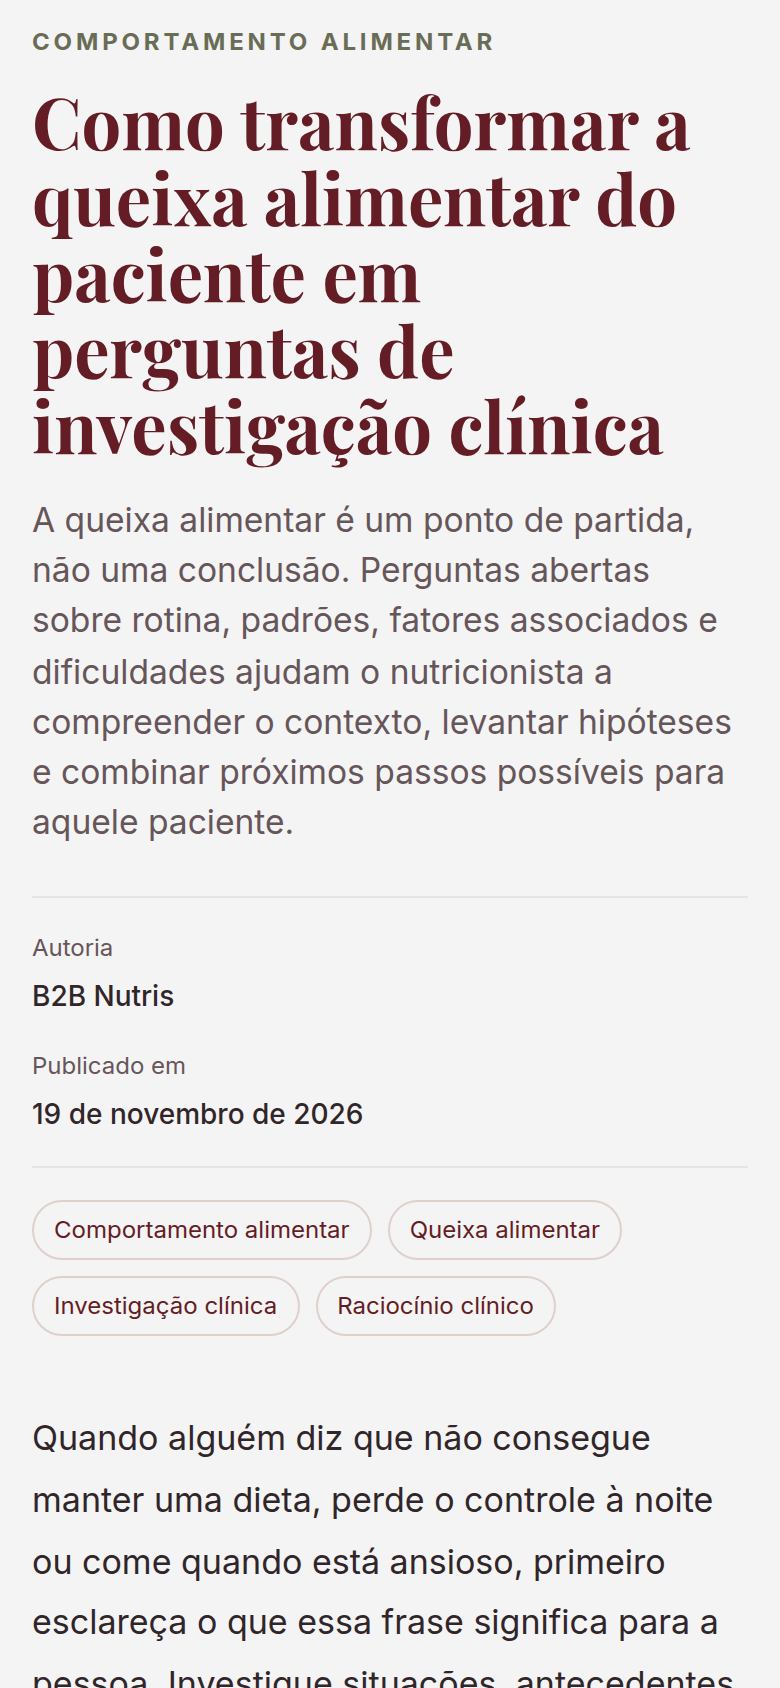 COMPORTAMENTO ALIMENTAR
Como transformar a
queixa alimentar do
paciente em
perguntas de
investigação clínica
A queixa alimentar é um ponto de partida,
não uma conclusão. Perguntas abertas
sobre rotina, padrões, fatores associados e
dificuldades ajudam o nutricionista a
compreender o contexto, levantar hipóteses
e combinar próximos passos possíveis para
aquele paciente.
Autoria
B2B Nutris
Publicado em
19 de novembro de 2026
Comportamento alimentar
Queixa alimentar
Investigação clínica
Raciocínio clínico
Quando alguém diz que não consegue
manter uma dieta, perde o controle à noite
ou come quando está ansioso, primeiro
esclareça o que essa frase significa para a
pessoa. Investigue situações, antecedentes